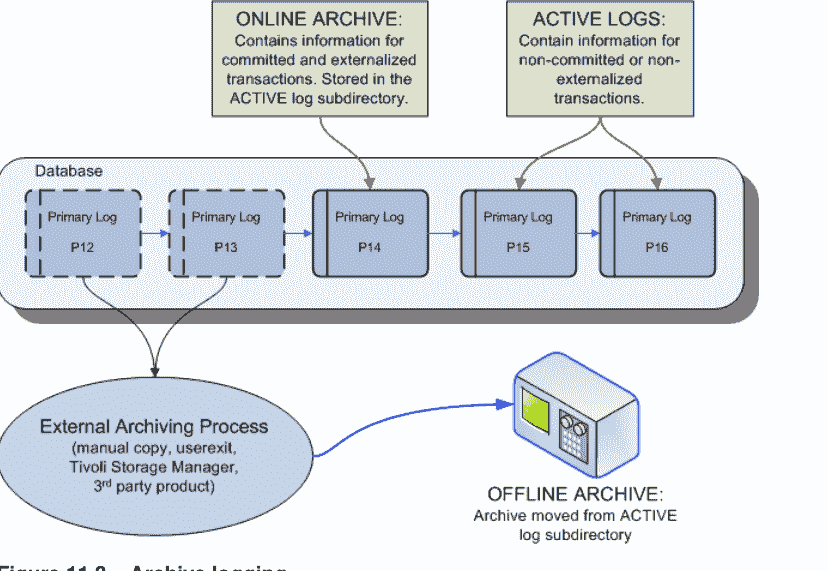 ONLINE ARCHIVE:
Contains information for
committed and externalized
transactions. Stored in the
ACTIVE log subdirectory.
ACTIVE LOGS:
Contain information for
non-committed or non-
externalized
transactions.
Database
Primary Log
P12
Primary Log
P13
Primary Log
P14
Primary Log
P15
Primary Log
P16
External Archiving Process
(manual copy, userexit,
Tivoli Storage Manager,
3rd party product)
OFFLINE ARCHIVE:
Archive moved from ACTIVE
log subdirectory
Archive logging